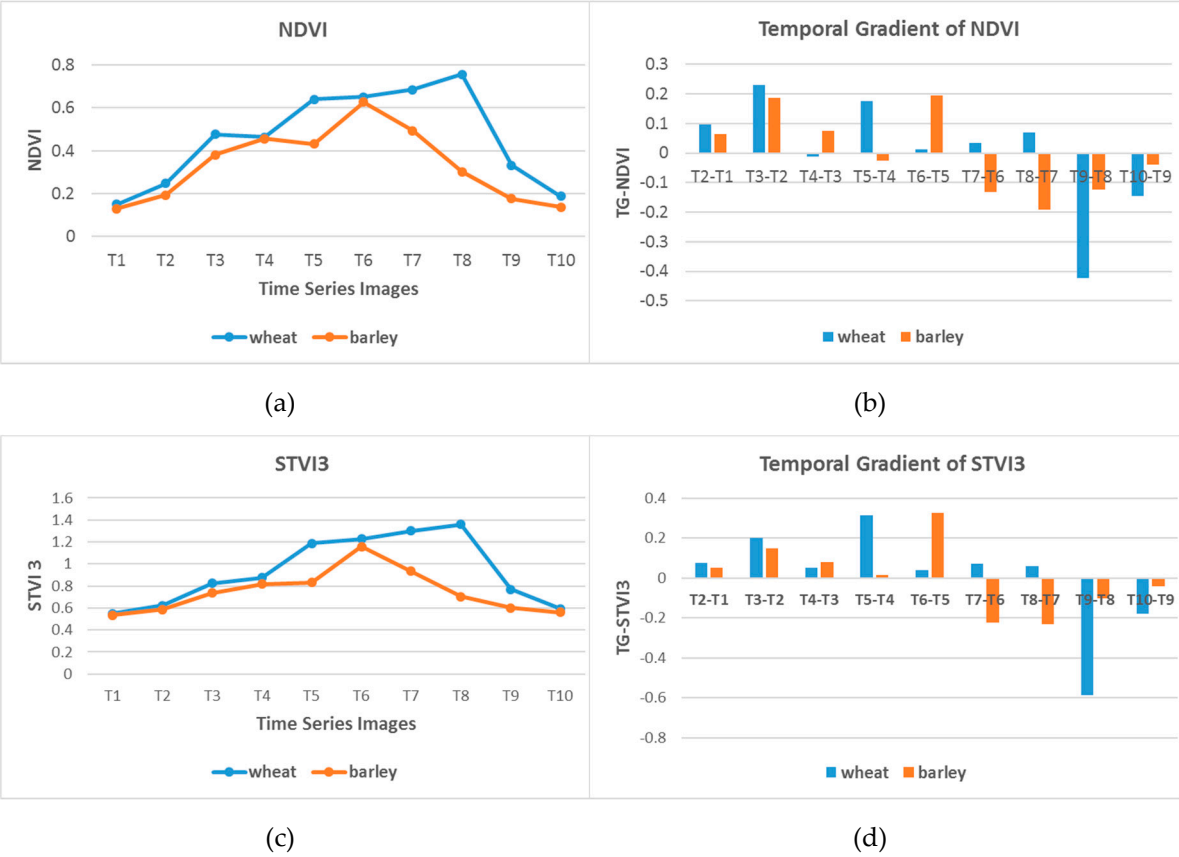 NDVI
0.8
0.6
0.4
0.2
0
NDVI
T1 T2 T3 T4 T5 T6 T7 T8 T9 T10
Time Series Images
wheat barley
(a)
Temporal Gradient of NDVI
0.3
0.2
0.1
0
-0.1
-0.2
-0.3
-0.4
-0.5
TG-NDVI
T2-T1 T3-T2 T4-T3 T5-T4 T6-T5 T7-T6 T8-T7 T9-T8 T10-T9
wheat barley
(b)
STVI3
1.6
1.4
1.2
1
0.8
0.6
0.4
0.2
0
STVI 3
T1 T2 T3 T4 T5 T6 T7 T8 T9 T10
Time Series Images
wheat barley
(c)
Temporal Gradient of STVI3
0.4
0.2
0
-0.2
-0.4
-0.6
-0.8
TG-STVI3
T2-T1 T3-T2 T4-T3 T5-T4 T6-T5 T7-T6 T8-T7 T9-T8 T10-T9
wheat barley
(d)